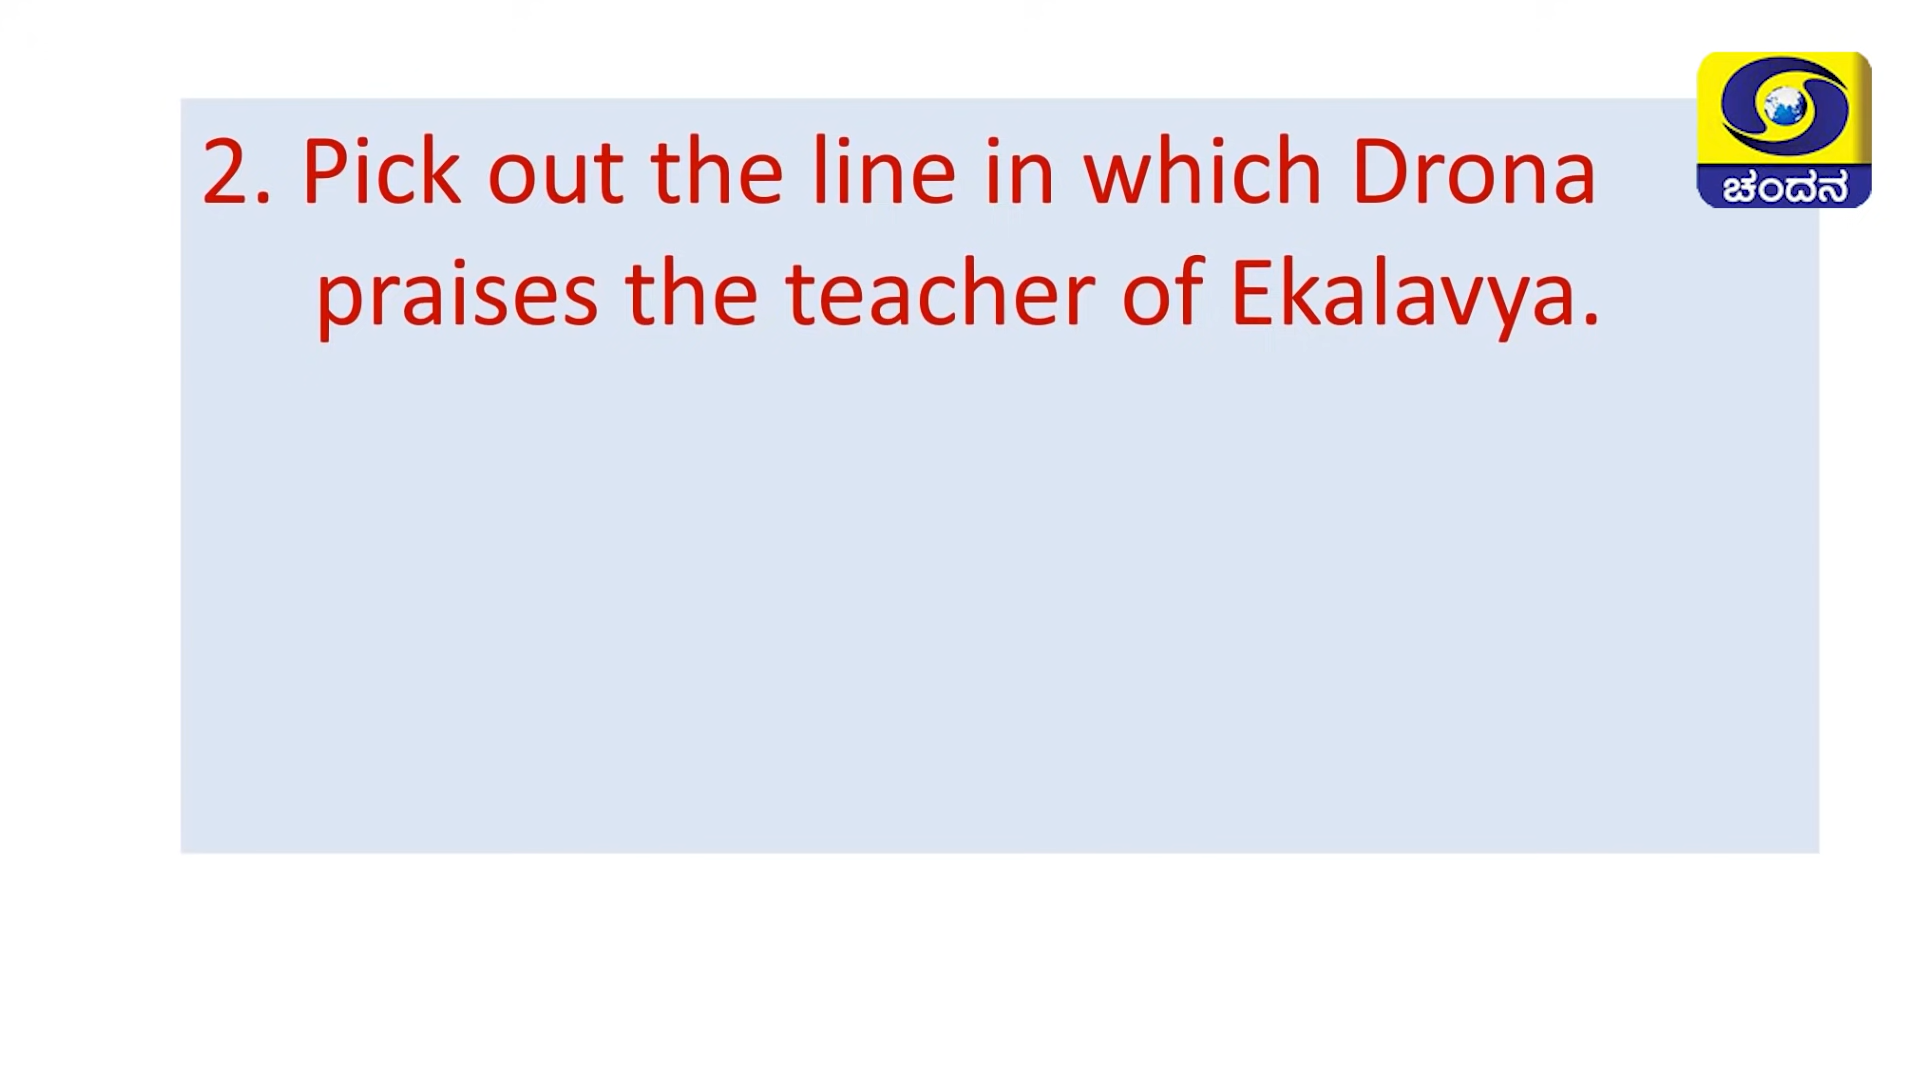 2. Pick out the line in which Drona
praises the teacher of Ekalavya.
ಚಂದನ